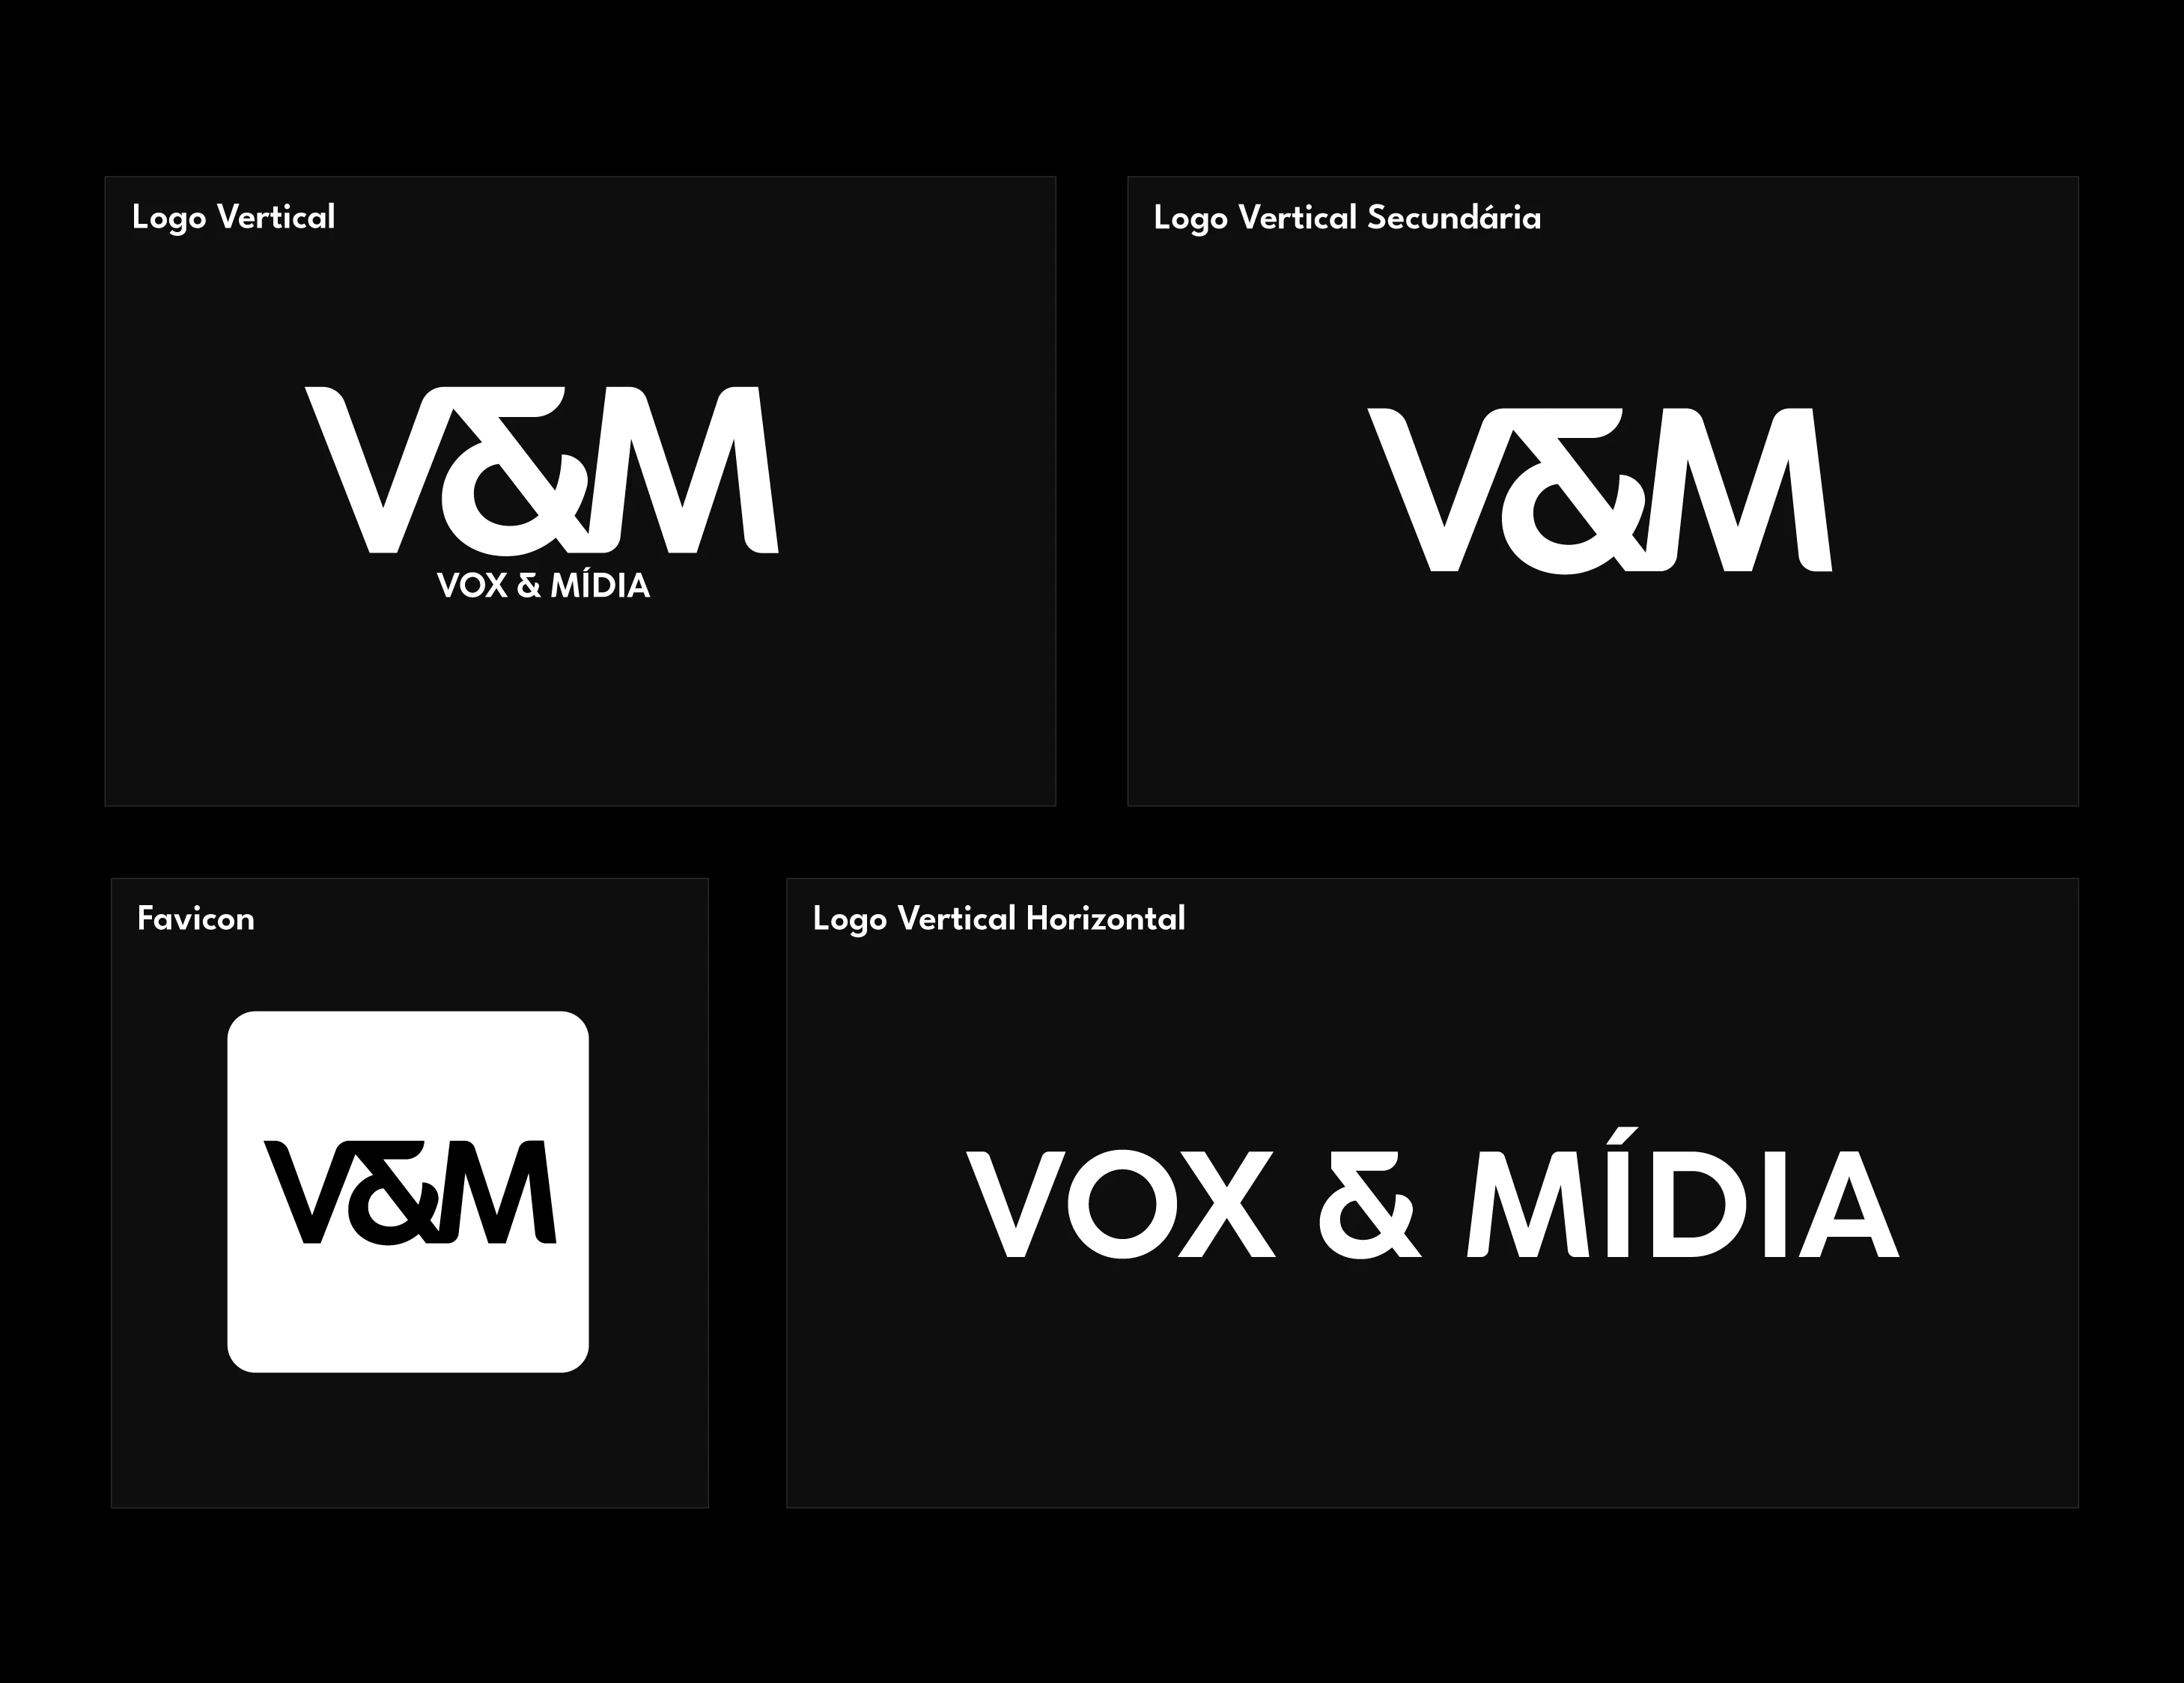 Logo Vertical
V&M
VOX & MÍDIA
Logo Vertical Secundária
V&M
Favicon
V&M
Logo Vertical Horizontal
VOX & MÍDIA